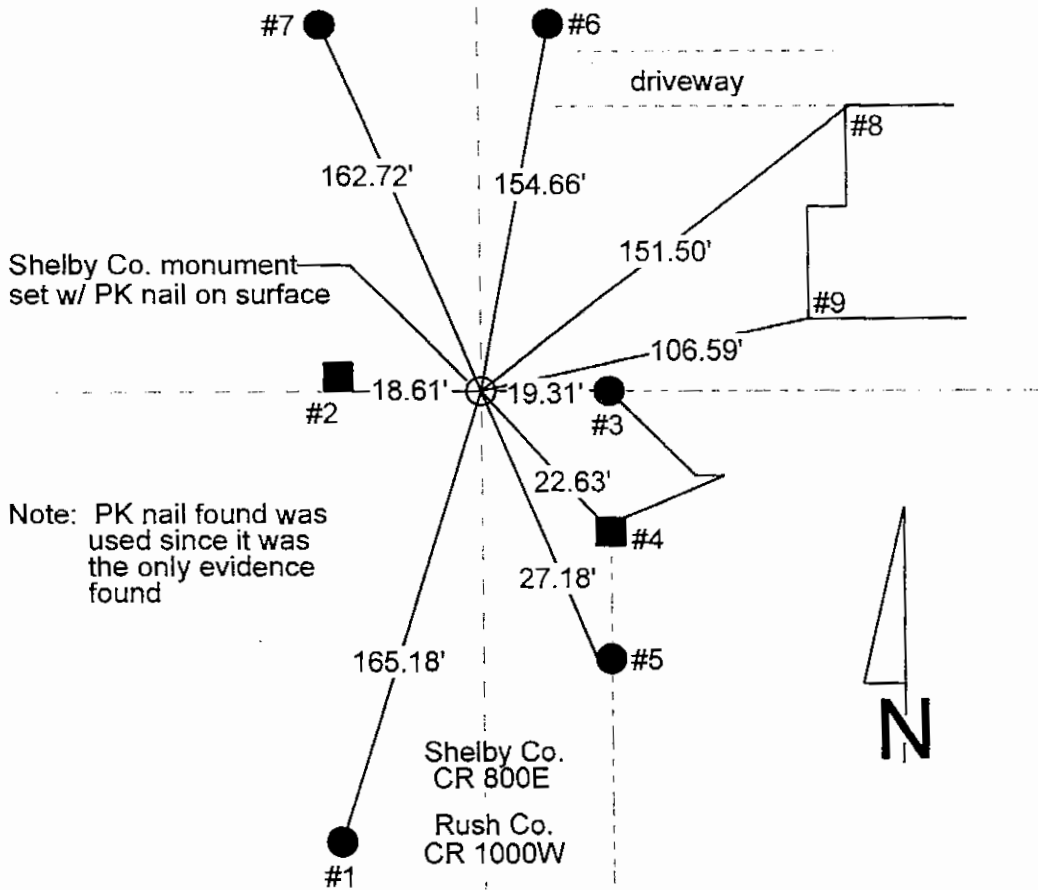 #7
#6
driveway
#8
162.72'
154.66'
151.50'
Shelby Co. monument
set w/ PK nail on surface
#9
106.59'
18.61'
19.31'
#2
#3
22.63'
Note: PK nail found was
used since it was
the only evidence
found
#4
27.18'
165.18'
#5
N
Shelby Co.
CR 800E
Rush Co.
CR 1000W
#1